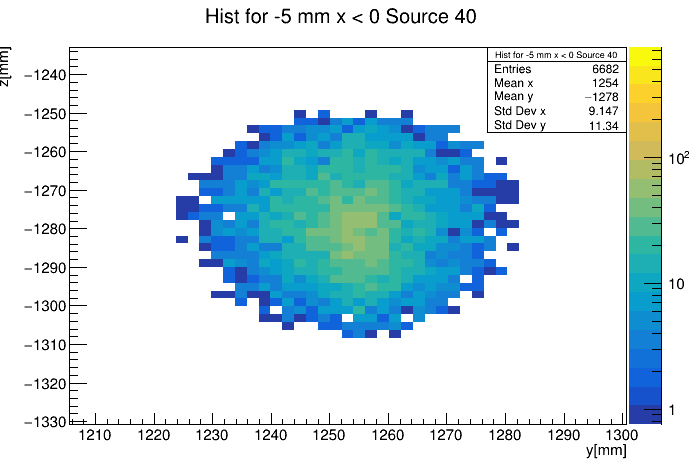 Hist for -5 mm x < 0 Source 40
z[mm]
Hist for -5 mm x < 0 Source 40
Entries 6682
Mean x 1254
Mean y −1278
Std Dev x 9.147
Std Dev y 11.34
−1240
−1250
−1260
−1270
−1280
−1290
−1300
−1310
−1320
−1330
1210 1220 1230 1240 1250 1260 1270 1280 1290 1300
y[mm]
10²
10
1